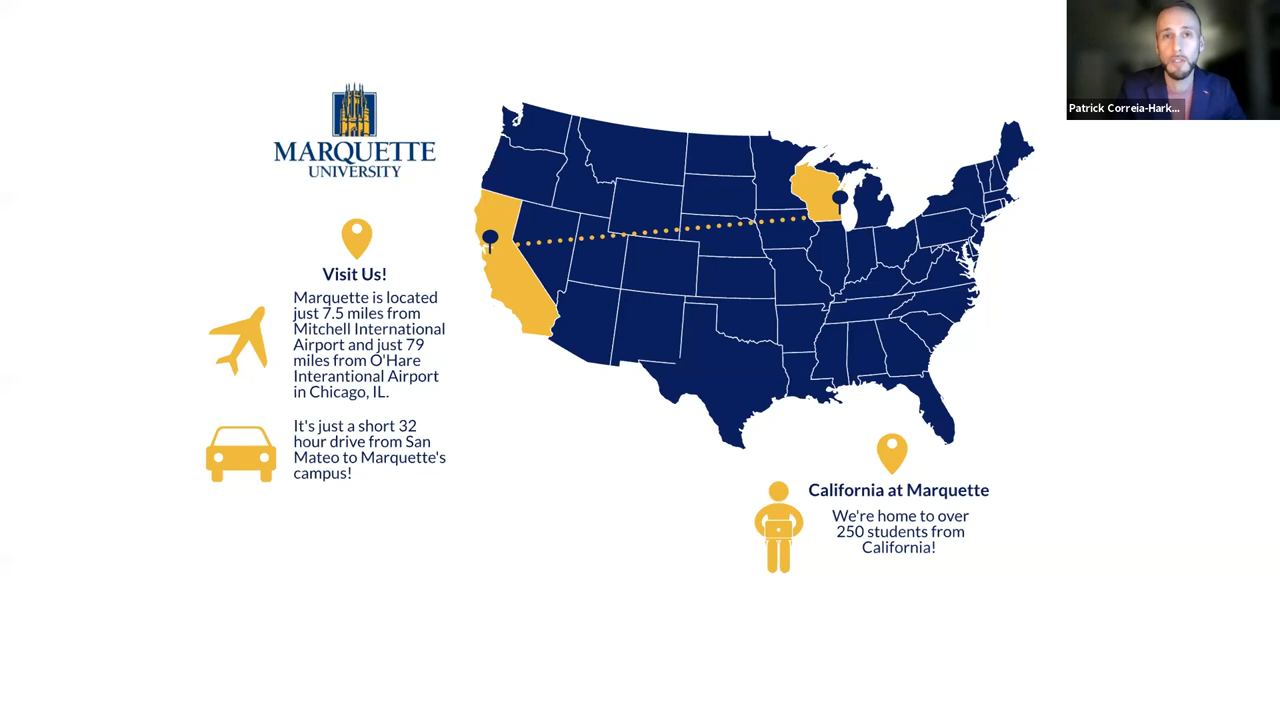 Patrick Correia-Hark...
MARQUETTE
UNIVERSITY
Visit Us!
Marquette is located
just 7.5 miles from
Mitchell International
Airport and just 79
miles from O'Hare
Interantional Airport
in Chicago, IL.
It's just a short 32
hour drive from San
Mateo to Marquette's
campus!
California at Marquette
We're home to over
250 students from
California!